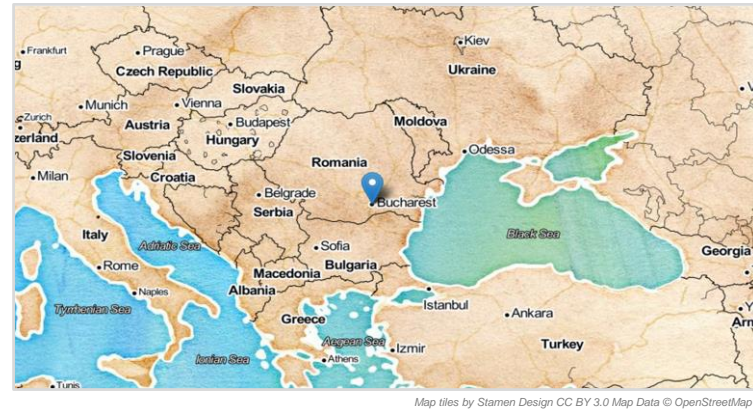 Kiev
Frankfurt
Prague
Czech Republic
Ukraine
Slovakia
Munich
Vienna
Zurich
Austria
Budapest
Moldova
zerland
Hungary
Odessa
Slovenia
Romania
Milan
Croatia
Belgrade
Bucharest
Serbia
Italy
Adriatic Sea
Black Sea
Sofia
Georgia
Rome
Macedonia
Bulgaria
Albania
Naples
Tyrrhenian Sea
Istanbul
Ankara
Greece
Aegean Sea
Izmir
Turkey
Ionian Sea
Athens
Tunis
Map tiles by Stamen Design CC BY 3.0 Map Data © OpenStreetMap